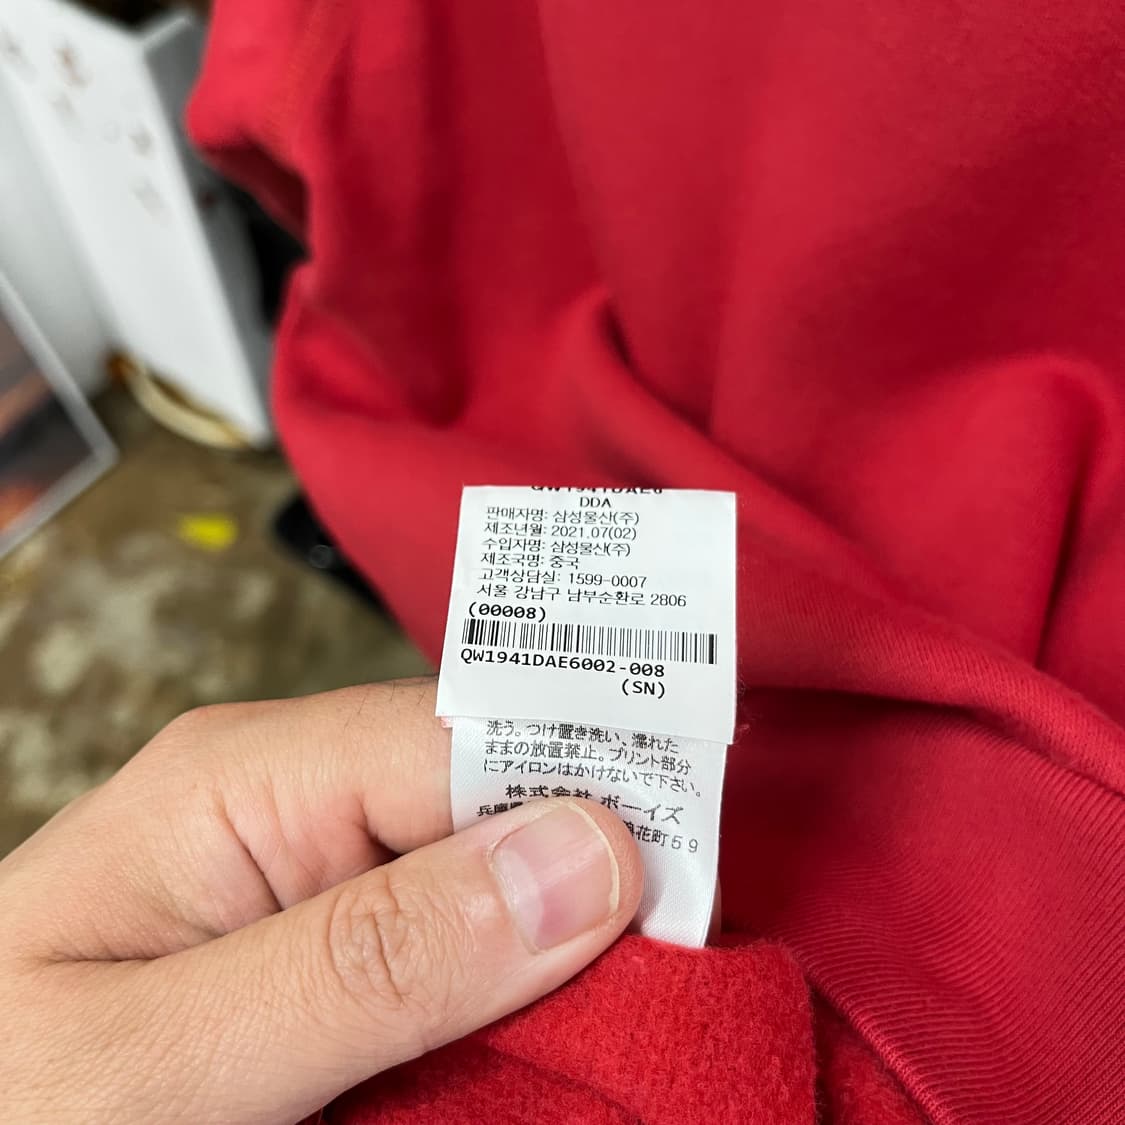 QW1941DAE6
DDA
판매자명: 삼성물산(주)
제조년월: 2021.07(02)
수입자명: 삼성물산(주)
제조국명: 중국
고객상담실: 1599-0007
서울 강남구 남부순환로 2806
(00008)
QW1941DAE6002-008
(SN)
洗う。つけ置き洗い、濡れた
ままの放置禁止。プリント部分
にアイロンはかけないで下さい。
株式会社 ボーイズ
兵庫
花町59